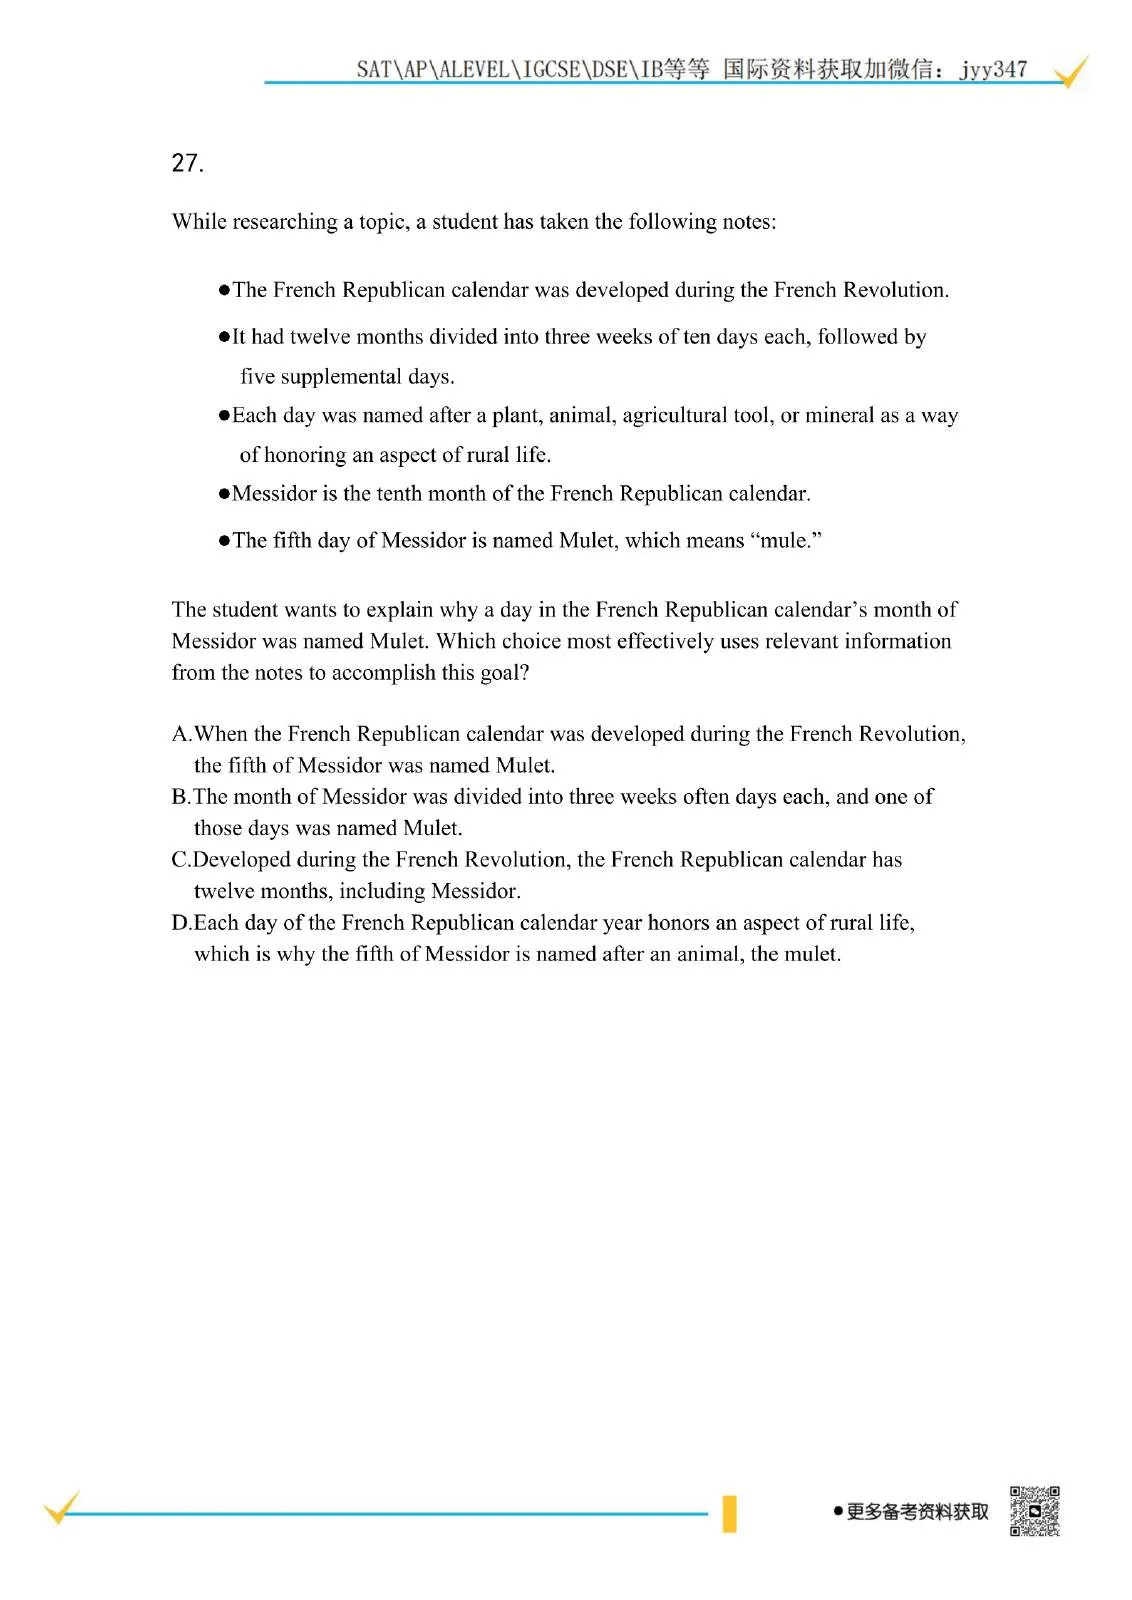 SAT\AP\ALEVEL\IGCSE\DSE\IB等等 国际资料获取加微信：jyy347
27.
While researching a topic, a student has taken the following notes:
●The French Republican calendar was developed during the French Revolution.
●It had twelve months divided into three weeks of ten days each, followed by
five supplemental days.
●Each day was named after a plant, animal, agricultural tool, or mineral as a way
of honoring an aspect of rural life.
●Messidor is the tenth month of the French Republican calendar.
●The fifth day of Messidor is named Mulet, which means “mule.”
The student wants to explain why a day in the French Republican calendar’s month of
Messidor was named Mulet. Which choice most effectively uses relevant information
from the notes to accomplish this goal?
A.When the French Republican calendar was developed during the French Revolution,
the fifth of Messidor was named Mulet.
B.The month of Messidor was divided into three weeks often days each, and one of
those days was named Mulet.
C.Developed during the French Revolution, the French Republican calendar has
twelve months, including Messidor.
D.Each day of the French Republican calendar year honors an aspect of rural life,
which is why the fifth of Messidor is named after an animal, the mulet.
●更多备考资料获取